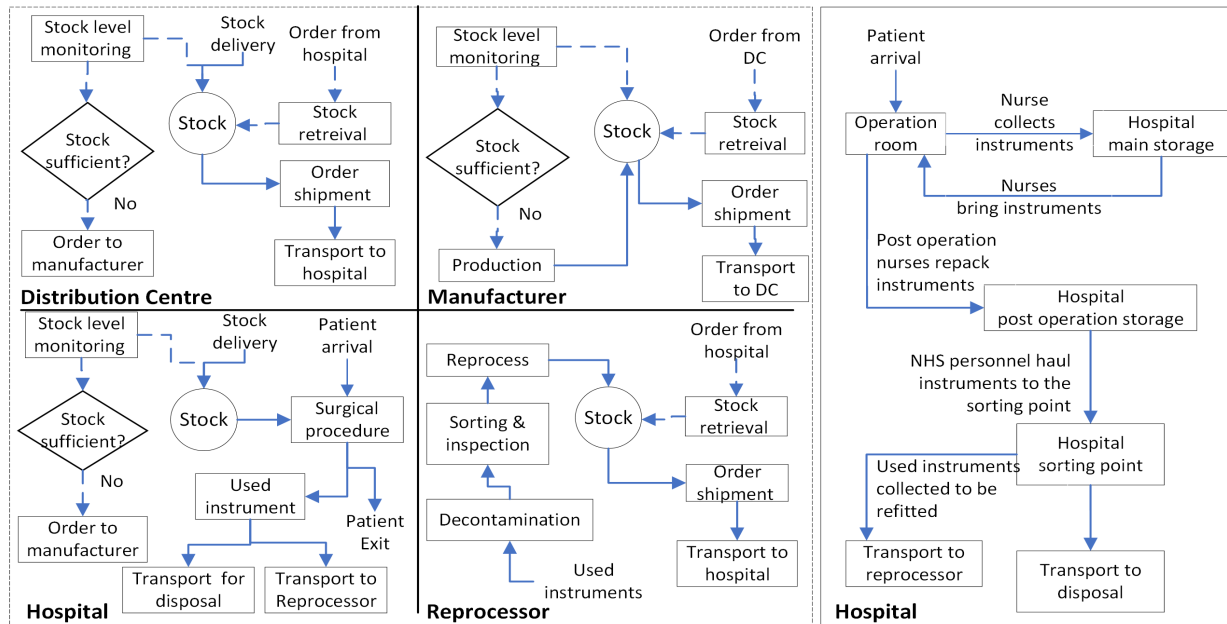 Stock level
monitoring
Stock
delivery
Order from
hospital
Stock
Stock
retreival
Stock
sufficient?
No
Order
shipment
Order to
manufacturer
Transport to
hospital
Distribution Centre
Stock level
monitoring
Order from
DC
Stock
Stock
retreival
Stock
sufficient?
No
Order
shipment
Production
Transport
to DC
Manufacturer
Stock level
monitoring
Stock
delivery
Patient
arrival
Stock
Surgical
procedure
Stock
sufficient?
No
Used
instrument
Patient
Exit
Order to
manufacturer
Transport for
disposal
Transport to
Reprocessor
Hospital
Order from
hospital
Reprocess
Stock
Stock
retrieval
Sorting &
inspection
Order
shipment
Decontamination
Transport to
hospital
Used
instruments
Reprocessor
Patient
arrival
Operation
room
Nurse
collects
instruments
Hospital
main storage
Nurses
bring instruments
Post operation
nurses repack
instruments
Hospital
post operation storage
NHS personnel haul
instruments to the
sorting point
Hospital
sorting point
Used instruments
collected to be
refitted
Transport to
reprocessor
Transport to
disposal
Hospital